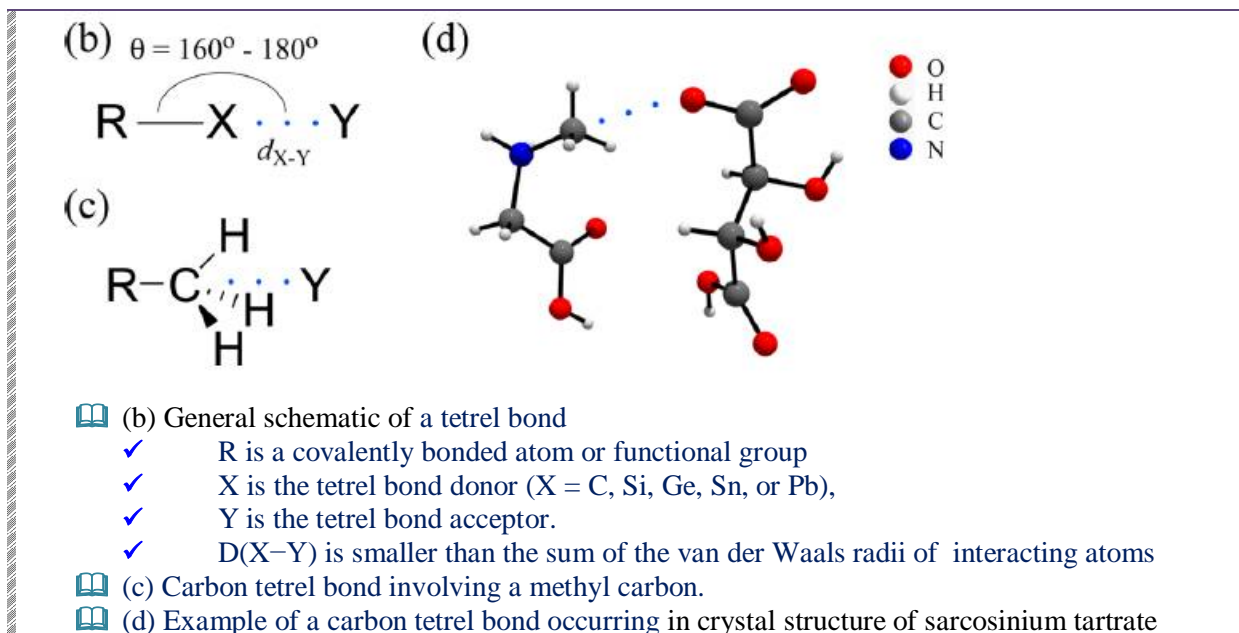 (b) θ = 160° - 180°
R — X · · · Y
dX-Y
(c)
H
R–C · · · Y
H
H
(d)
O
H
C
N
(b) General schematic of a tetrel bond
✓ R is a covalently bonded atom or functional group
✓ X is the tetrel bond donor (X = C, Si, Ge, Sn, or Pb),
✓ Y is the tetrel bond acceptor.
✓ D(X−Y) is smaller than the sum of the van der Waals radii of interacting atoms
(c) Carbon tetrel bond involving a methyl carbon.
(d) Example of a carbon tetrel bond occurring in crystal structure of sarcosinium tartrate